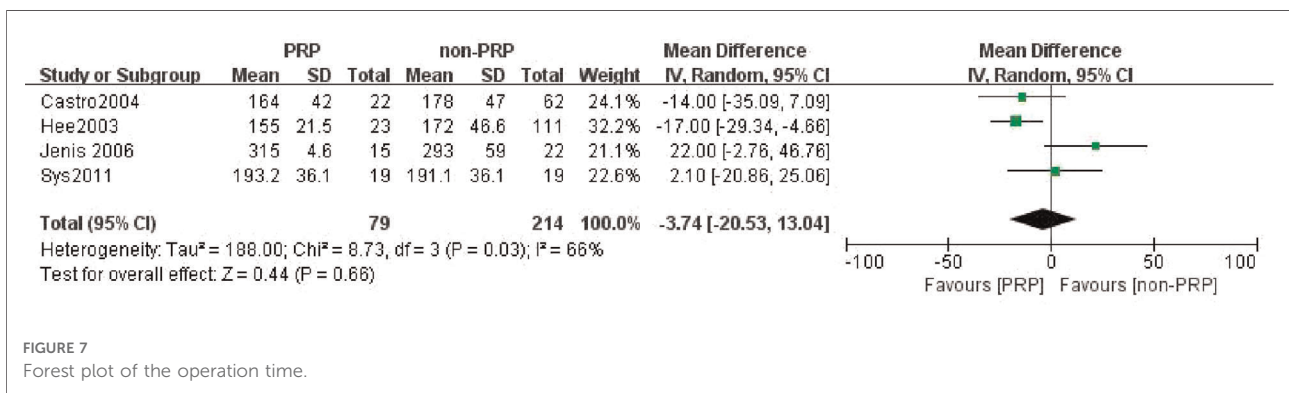 PRP non-PRP Mean Difference Mean Difference
Study or Subgroup Mean SD Total Mean SD Total Weight IV, Random, 95% CI IV, Random, 95% CI
Castro2004 164 42 22 178 47 62 24.1% -14.00 [-35.09, 7.09]
Hee2003 155 21.5 23 172 46.6 111 32.2% -17.00 [-29.34, -4.66]
Jenis 2006 315 4.6 15 293 59 22 21.1% 22.00 [-2.76, 46.76]
Sys2011 193.2 36.1 19 191.1 36.1 19 22.6% 2.10 [-20.86, 25.06]
Total (95% CI) 79 214 100.0% -3.74 [-20.53, 13.04]
Heterogeneity: Tau² = 188.00; Chi² = 8.73, df = 3 (P = 0.03); I² = 66%
Test for overall effect: Z = 0.44 (P = 0.66)
-100 -50 0 50 100
Favours [PRP] Favours [non-PRP]
FIGURE 7
Forest plot of the operation time.